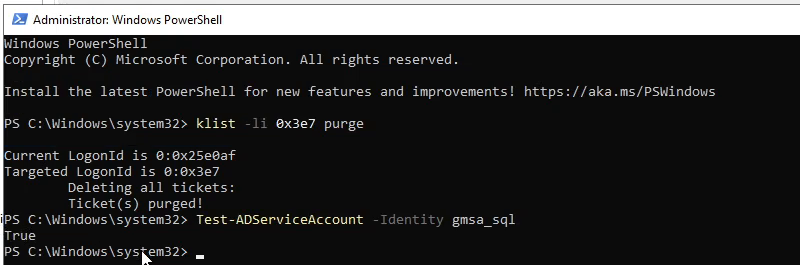 Administrator: Windows PowerShell
Windows PowerShell
Copyright (C) Microsoft Corporation. All rights reserved.
Install the latest PowerShell for new features and improvements! https://aka.ms/PSWindows
PS C:\Windows\system32> klist -li 0x3e7 purge
Current LogonId is 0:0x25e0af
Targeted LogonId is 0:0x3e7
        Deleting all tickets:
        Ticket(s) purged!
PS C:\Windows\system32> Test-ADServiceAccount -Identity gmsa_sql
True
PS C:\Windows\system32>